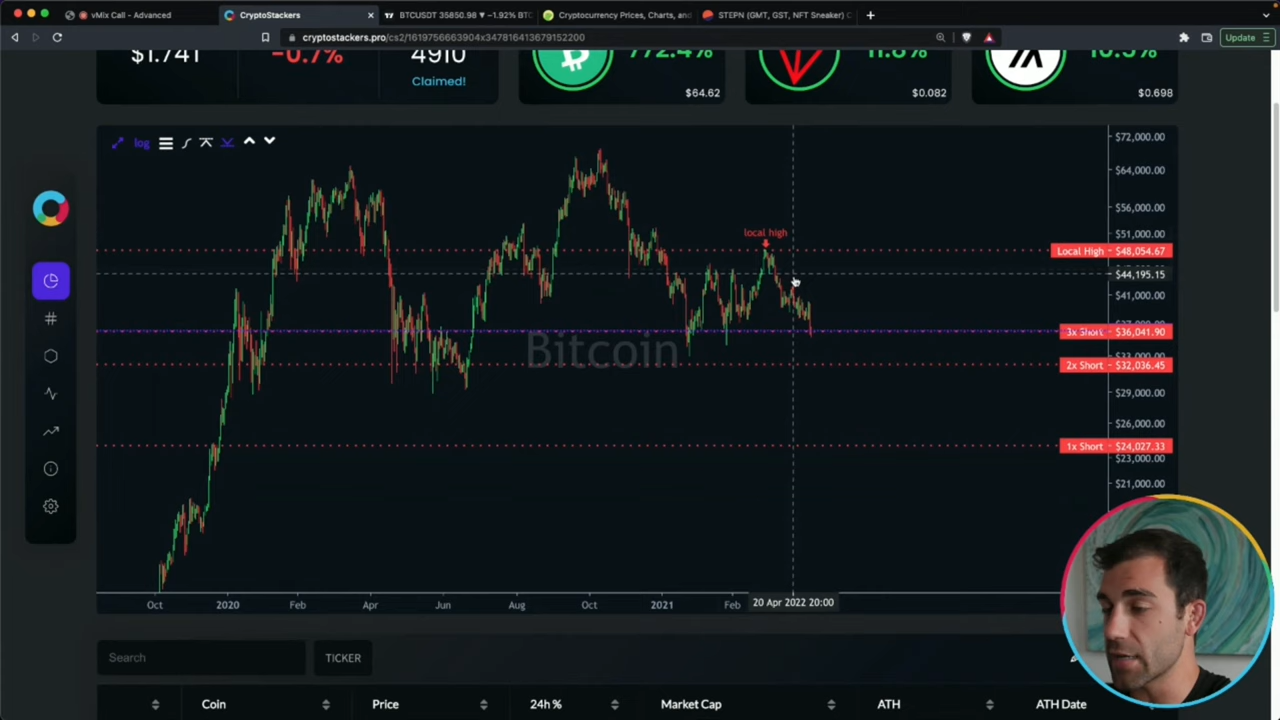 vMix Call - Advanced
CryptoStackers
BTCUSDT 35850.98 ▼ −1.92% BTC
Cryptocurrency Prices, Charts, an
STEPN (GMT, GST, NFT Sneaker) C
cryptostackers.pro/cs2/1619756663904x347816413679152200
Update
$1.741
-0.7%
4910
Claimed!
772.4%
$64.62
11.8%
$0.082
10.5%
$0.698
log
$72,000.00
$64,000.00
$56,000.00
$51,000.00
local high
Local High
$48,054.67
$44,195.15
$41,000.00
3x Short
$36,041.90
Bitcoin
$33,000.00
2x Short
$32,036.45
$29,000.00
$26,000.00
1x Short
$24,027.33
$23,000.00
$21,000.00
Oct 2020 Feb Apr Jun Aug Oct 2021 Feb 20 Apr 2022 20:00
Search
TICKER
Coin Price 24h % Market Cap ATH ATH Date